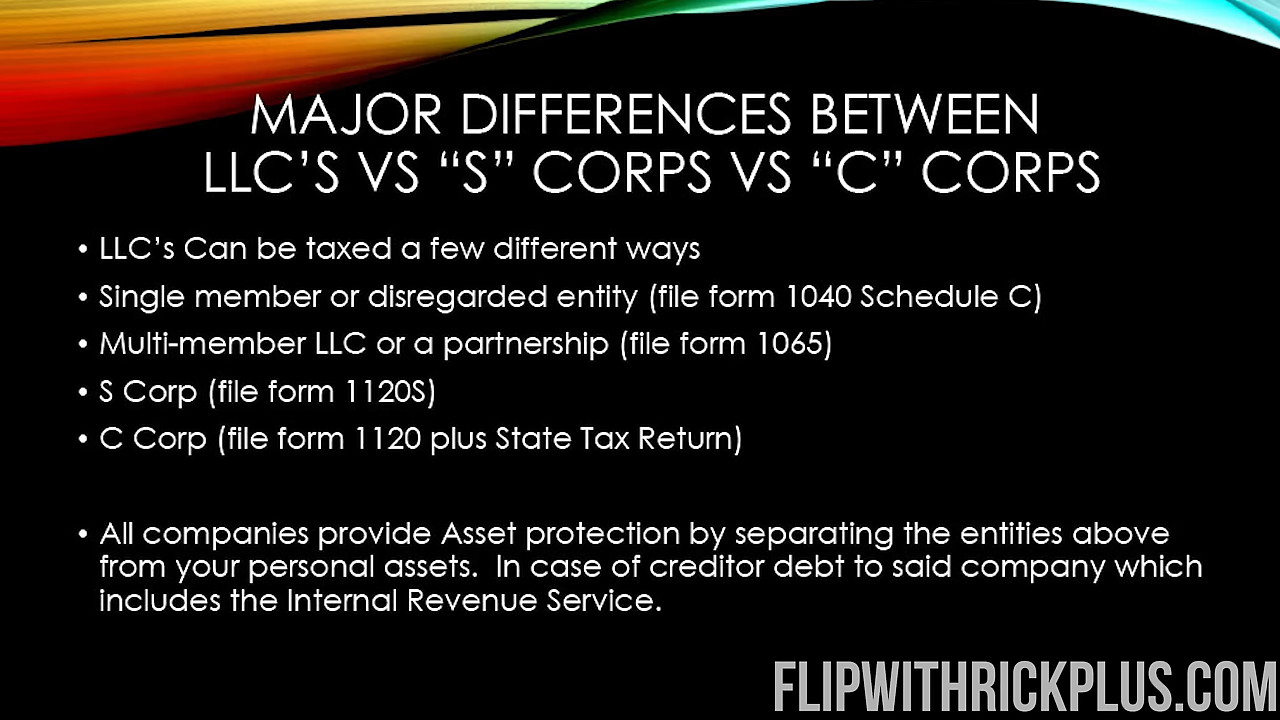 MAJOR DIFFERENCES BETWEEN
LLC’S VS “S” CORPS VS “C” CORPS
• LLC’s Can be taxed a few different ways
• Single member or disregarded entity (file form 1040 Schedule C)
• Multi-member LLC or a partnership (file form 1065)
• S Corp (file form 1120S)
• C Corp (file form 1120 plus State Tax Return)
• All companies provide Asset protection by separating the entities above
from your personal assets.  In case of creditor debt to said company which
includes the Internal Revenue Service.
FLIPWITHRICKPLUS.COM